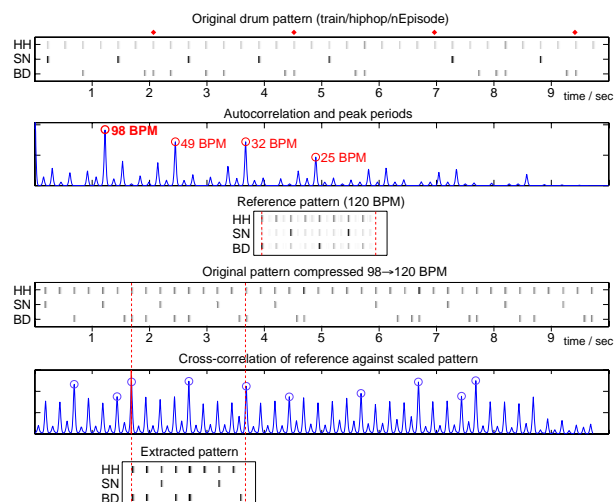 Original drum pattern (train/hiphop/nEpisode)
HH
SN
BD
1 2 3 4 5 6 7 8 9 time / sec
Autocorrelation and peak periods
98 BPM
49 BPM
32 BPM
25 BPM
Reference pattern (120 BPM)
HH
SN
BD
Original pattern compressed 98→120 BPM
HH
SN
BD
1 2 3 4 5 6 7 8 9 time / sec
Cross-correlation of reference against scaled pattern
Extracted pattern
HH
SN
BD